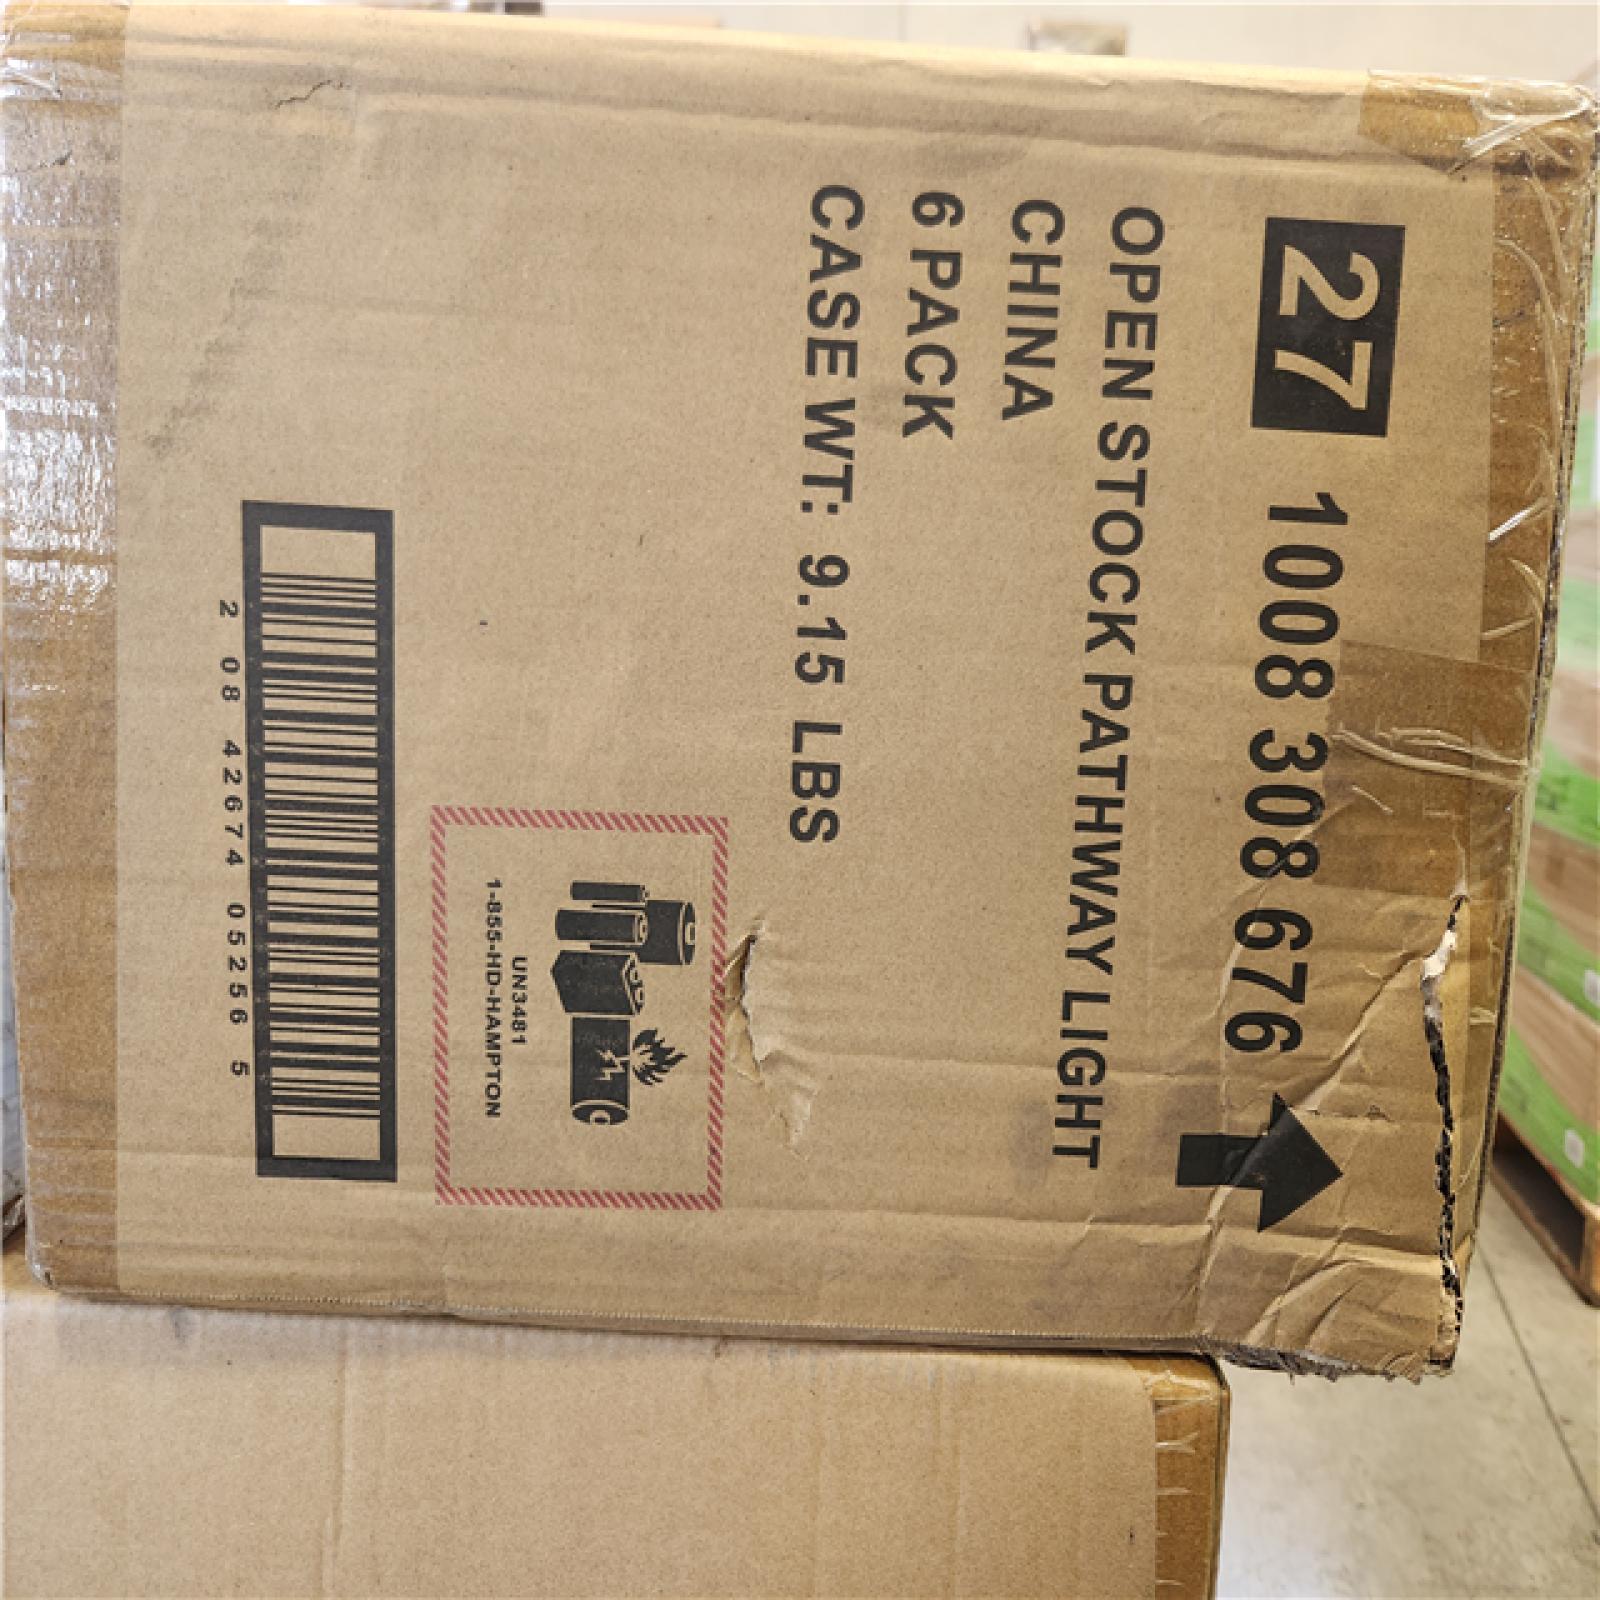 27 1008 308 676
OPEN STOCK PATHWAY LIGHT
CHINA
6 PACK
CASE WT: 9.15 LBS
UN3481
1-855-HD-HAMPTON
2 08 42674 05256 5